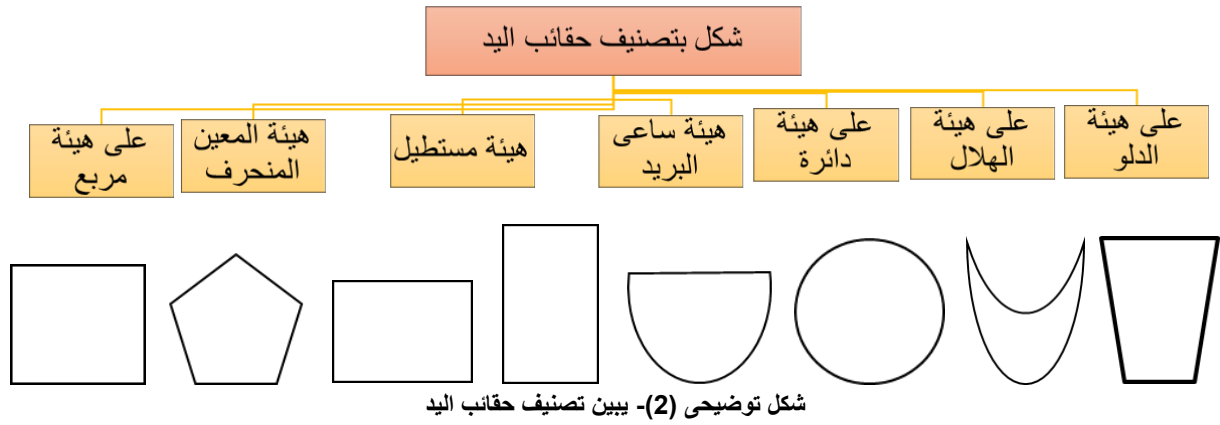 شكل بتصنيف حقائب اليد
على هيئة
الدلو
على هيئة
الهلال
على هيئة
دائرة
هيئة ساعى
البريد
هيئة مستطيل
هيئة المعين
المنحرف
على هيئة
مربع
شكل توضيحى (2)- يبين تصنيف حقائب اليد